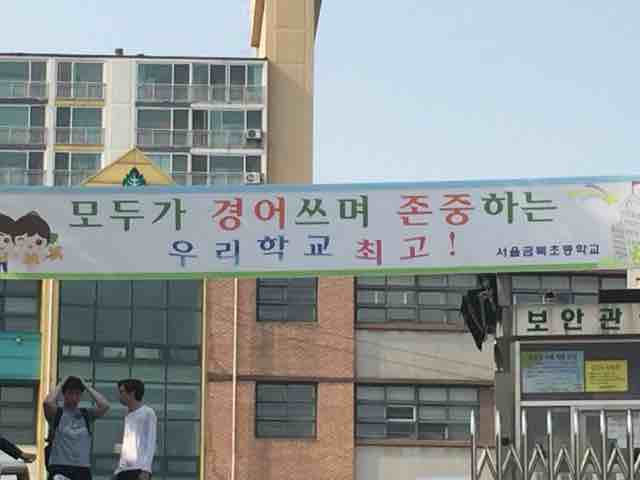 모두가 경어쓰며 존중하는
우리학교 최고!
서울금북초등학교
보안관